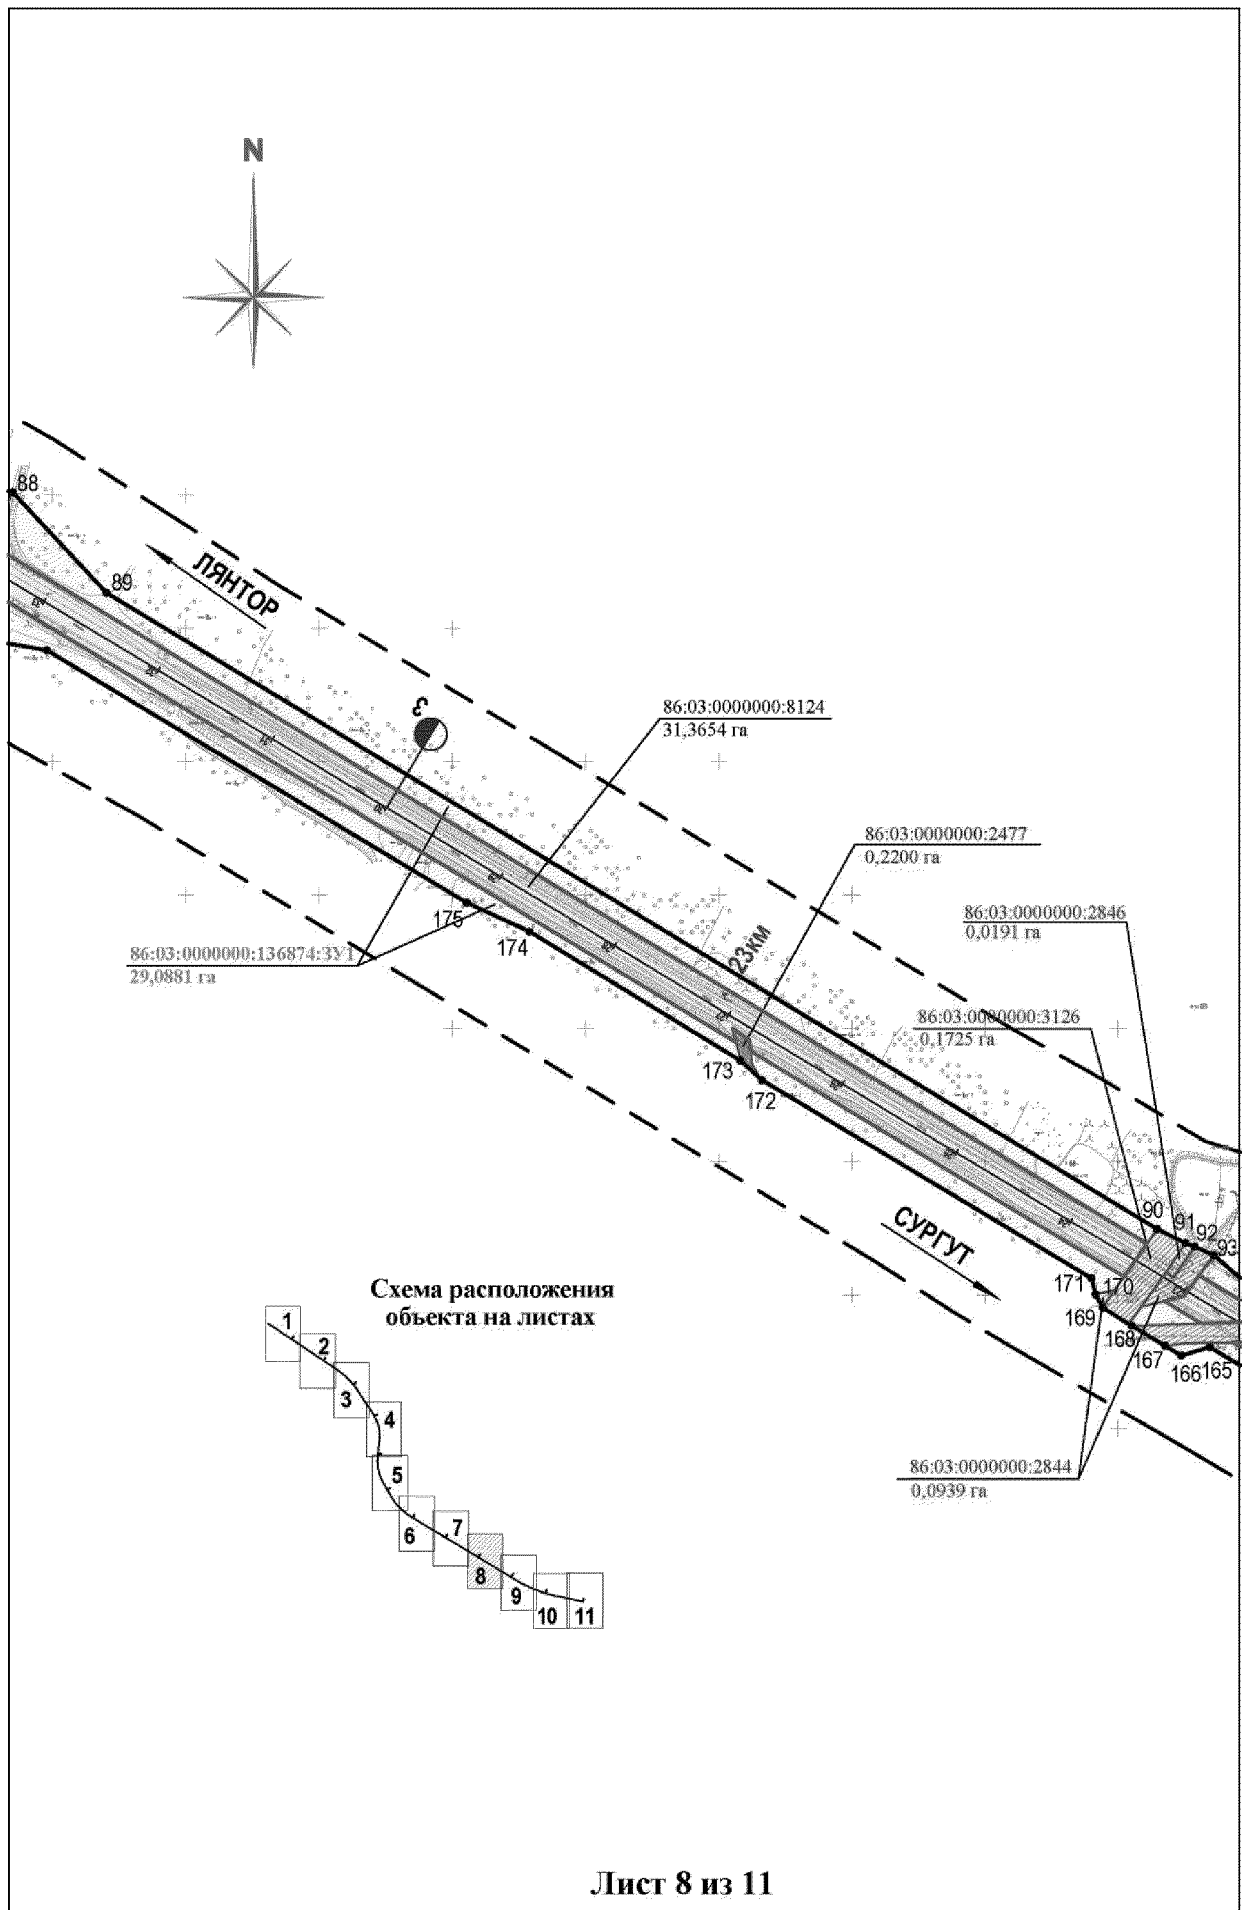 N
88
89
ЛЯНТОР
3
86:03:0000000:8124
31,3654 га
86:03:0000000:2477
0,2200 га
175
174
86:03:0000000:136874:ЗУ1
29,0881 га
86:03:0000000:2846
0,0191 га
23км
86:03:0000000:3126
0,1725 га
173
172
90
91
92
93
СУРГУТ
171
170
169
168
167
166
165
86:03:0000000:2844
0,0939 га
Схема расположения
объекта на листах
1
2
3
4
5
6
7
8
9
10
11
Лист 8 из 11